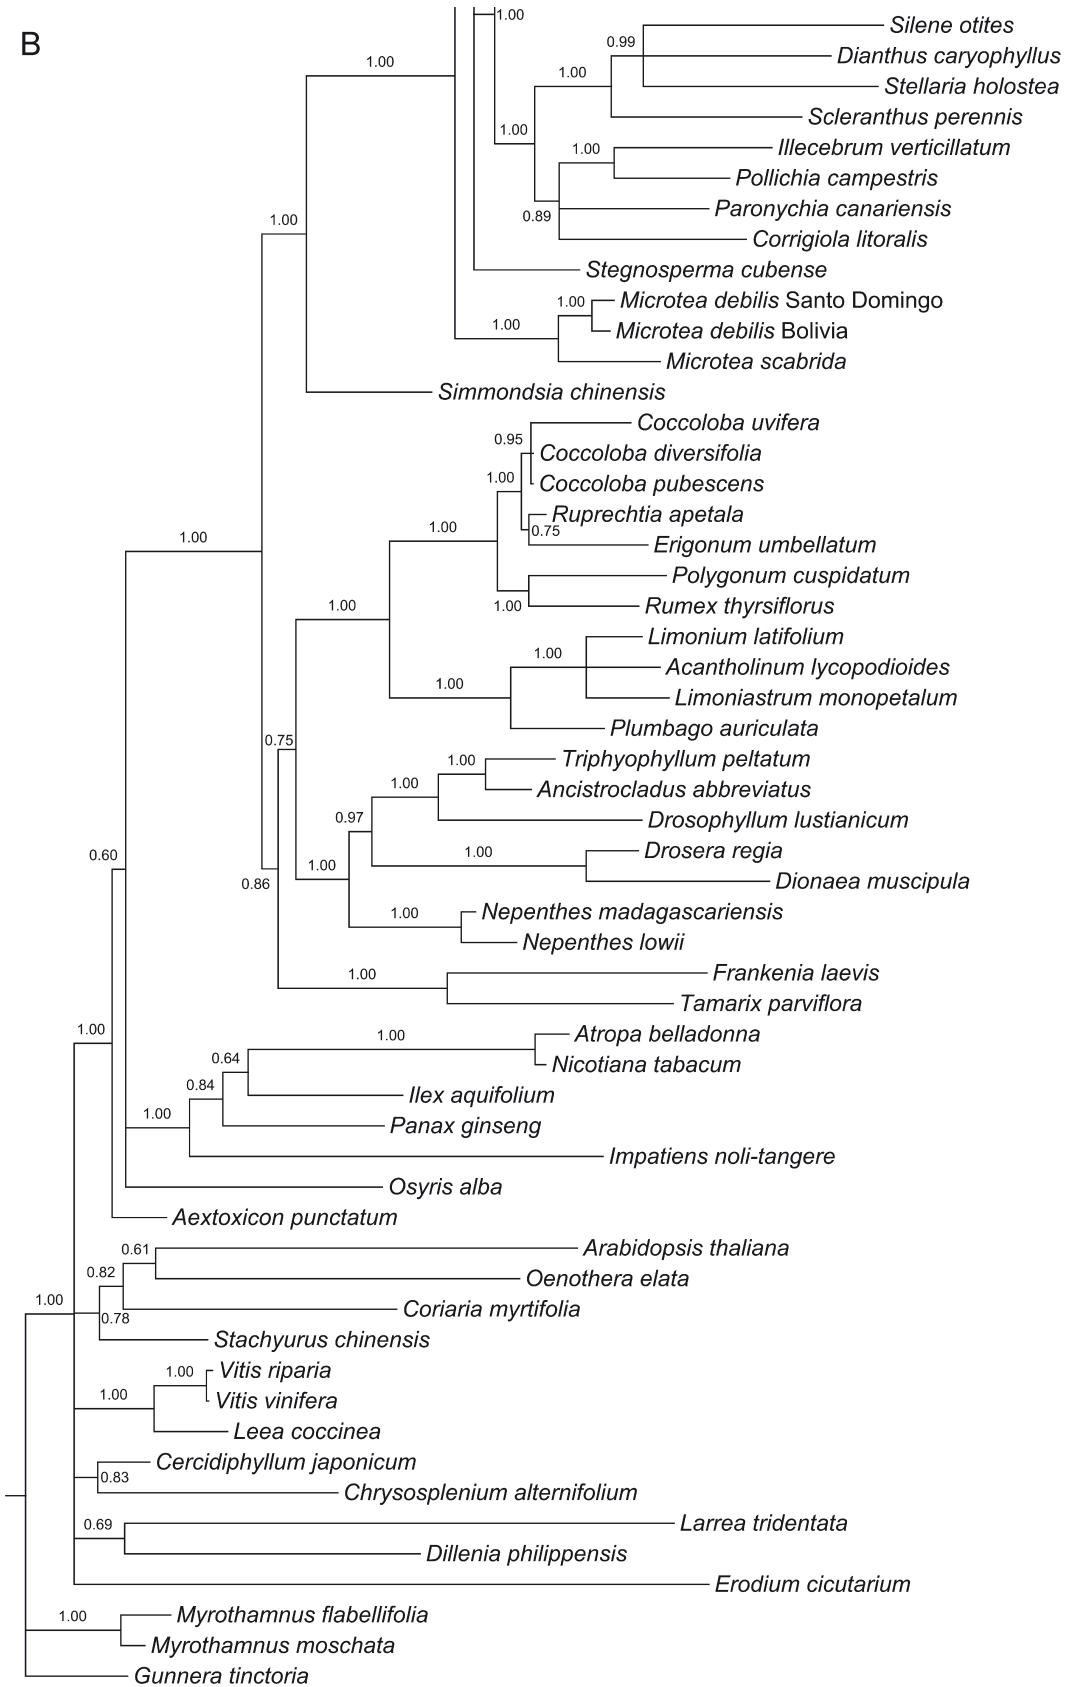 B
1.00
Silene otites
0.99
Dianthus caryophyllus
1.00
1.00
Stellaria holostea
Scleranthus perennis
1.00
1.00
Illecebrum verticillatum
Pollichia campestris
Paronychia canariensis
0.89
1.00
Corrigiola litoralis
Stegnosperma cubense
1.00
Microtea debilis Santo Domingo
1.00
Microtea debilis Bolivia
Microtea scabrida
Simmondsia chinensis
Coccoloba uvifera
0.95
Coccoloba diversifolia
1.00
Coccoloba pubescens
Ruprechtia apetala
1.00
0.75
1.00
Erigonum umbellatum
Polygonum cuspidatum
1.00
1.00
Rumex thyrsiflorus
Limonium latifolium
1.00
Acantholinum lycopodioides
1.00
Limoniastrum monopetalum
Plumbago auriculata
0.75
1.00
Triphyophyllum peltatum
1.00
Ancistrocladus abbreviatus
0.97
Drosophyllum lustianicum
0.60
1.00
Drosera regia
1.00
0.86
Dionaea muscipula
1.00
Nepenthes madagascariensis
Nepenthes lowii
1.00
Frankenia laevis
Tamarix parviflora
1.00
1.00
Atropa belladonna
0.64
Nicotiana tabacum
0.84
Ilex aquifolium
1.00
Panax ginseng
Impatiens noli-tangere
Osyris alba
Aextoxicon punctatum
0.61
Arabidopsis thaliana
0.82
Oenothera elata
1.00
Coriaria myrtifolia
0.78
Stachyurus chinensis
1.00
Vitis riparia
1.00
Vitis vinifera
Leea coccinea
Cercidiphyllum japonicum
0.83
Chrysosplenium alternifolium
0.69
Larrea tridentata
Dillenia philippensis
Erodium cicutarium
1.00
Myrothamnus flabellifolia
Myrothamnus moschata
Gunnera tinctoria